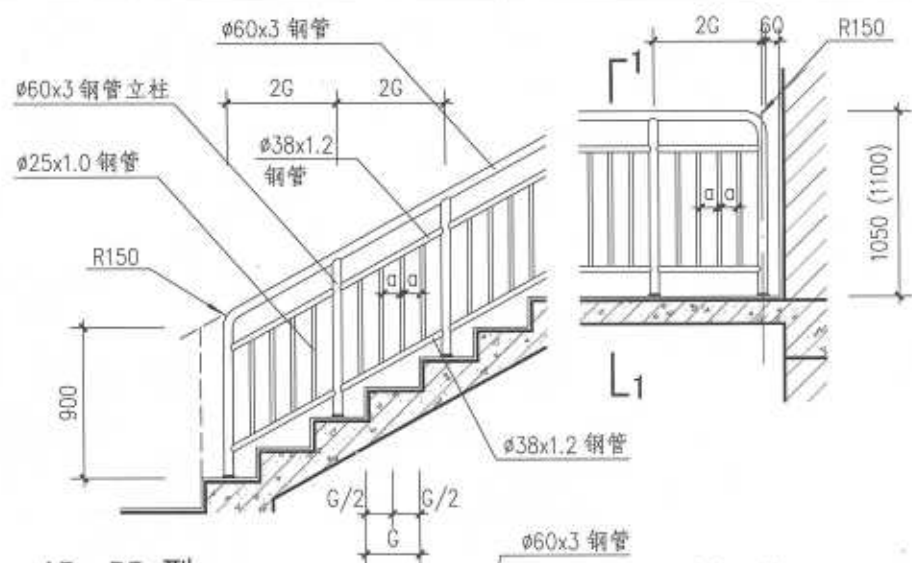 ø60x3 钢管
2G
60
R150
ø60x3 钢管立柱
2G
2G
1
ø38x1.2
钢管
ø25x1.0 钢管
a
a
1050 (1100)
R150
a
a
900
1
ø38x1.2 钢管
G/2
G/2
G
ø60x3 钢管
型